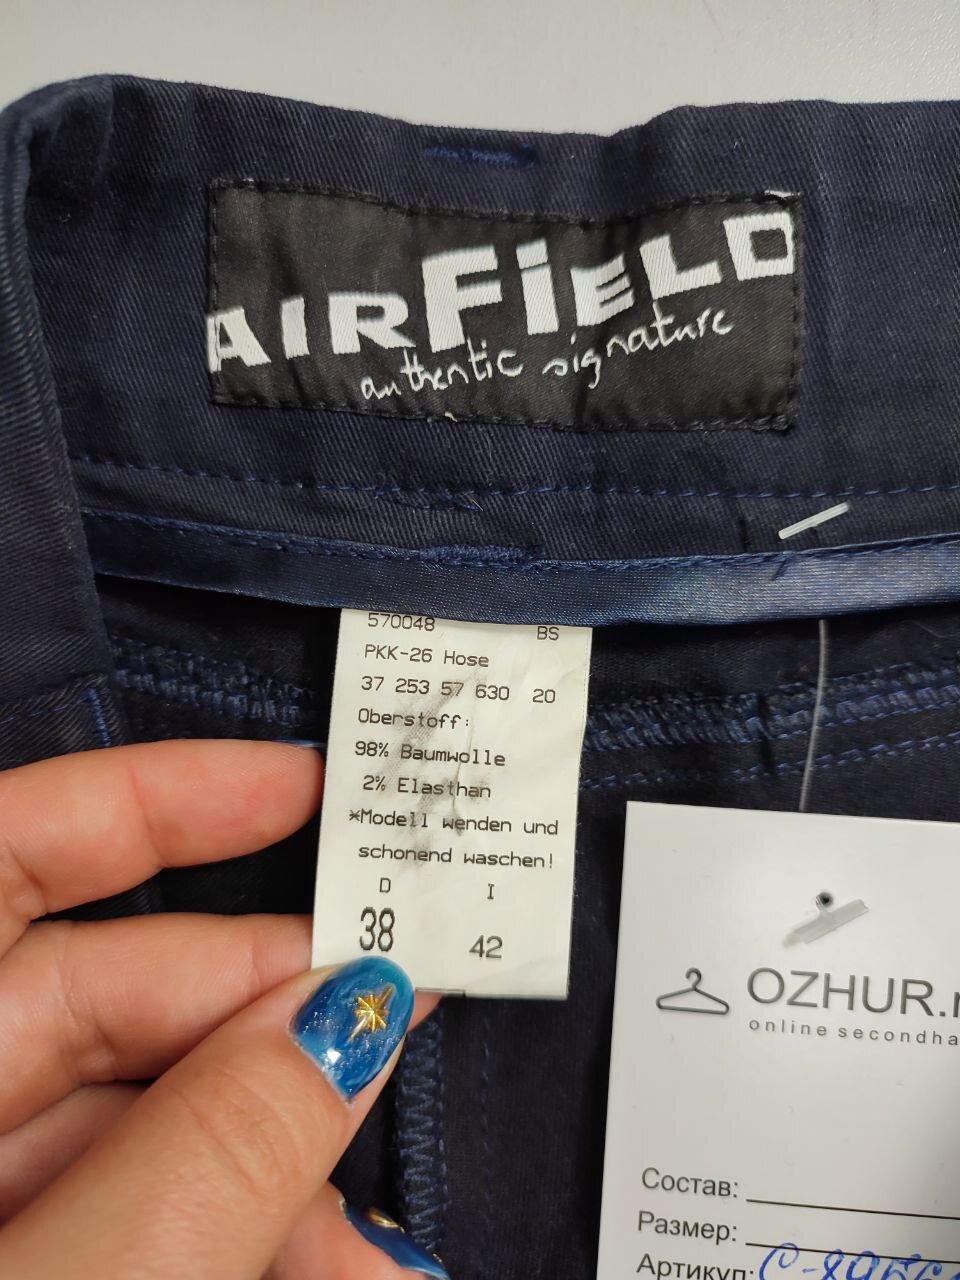 AIRFiELD
authentic signature
570048 BS
PKK-26 Hose
37 253 57 630 20
Oberstoff:
98% Baumwolle
2% Elasthan
*Modell wenden und
schonend waschen!
D I
38 42
OZHUR.
online secondha
Состав:
Размер:
Артикул: